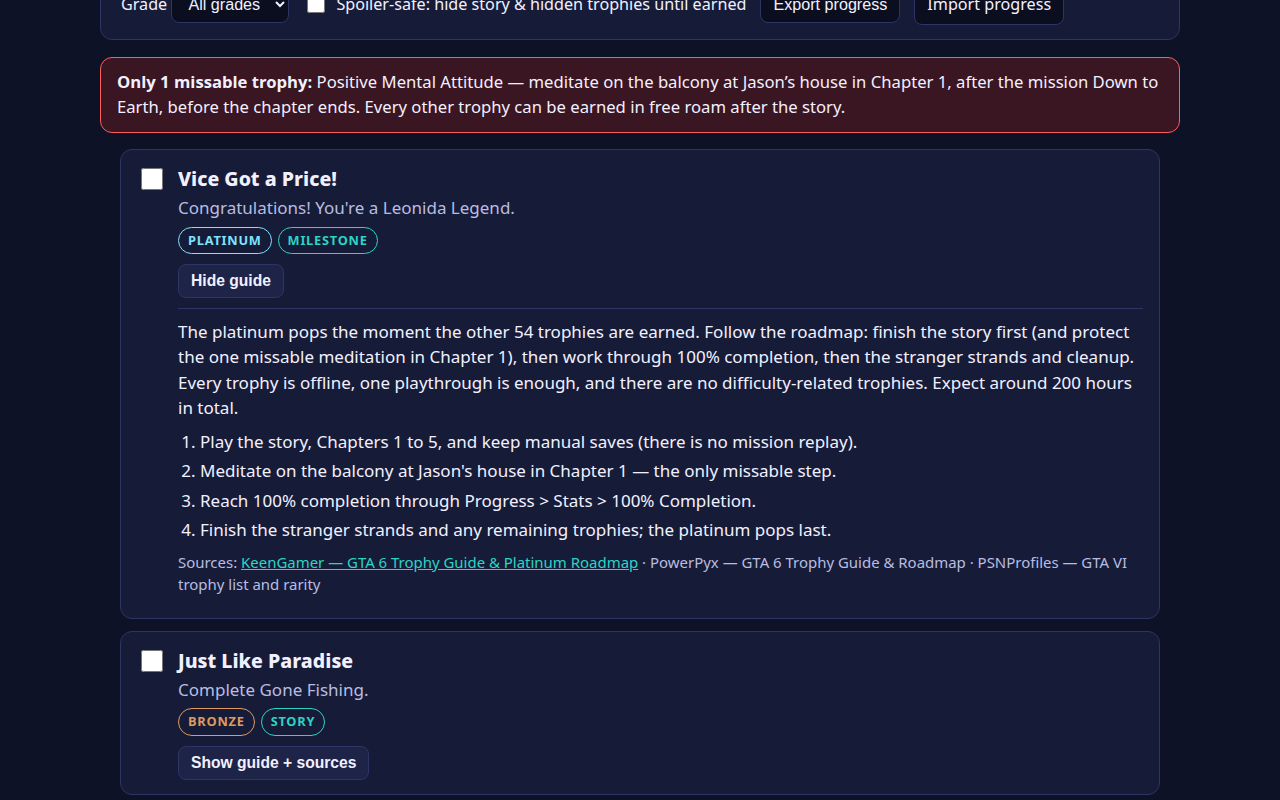 Grade All grades Spoiler-safe: hide story & hidden trophies until earned Export progress Import progress
Only 1 missable trophy: Positive Mental Attitude — meditate on the balcony at Jason’s house in Chapter 1, after the mission Down to
Earth, before the chapter ends. Every other trophy can be earned in free roam after the story.
Vice Got a Price!
Congratulations! You're a Leonida Legend.
PLATINUM MILESTONE
Hide guide
The platinum pops the moment the other 54 trophies are earned. Follow the roadmap: finish the story first (and protect
the one missable meditation in Chapter 1), then work through 100% completion, then the stranger strands and cleanup.
Every trophy is offline, one playthrough is enough, and there are no difficulty-related trophies. Expect around 200 hours
in total.
1. Play the story, Chapters 1 to 5, and keep manual saves (there is no mission replay).
2. Meditate on the balcony at Jason's house in Chapter 1 — the only missable step.
3. Reach 100% completion through Progress > Stats > 100% Completion.
4. Finish the stranger strands and any remaining trophies; the platinum pops last.
Sources: KeenGamer — GTA 6 Trophy Guide & Platinum Roadmap · PowerPyx — GTA 6 Trophy Guide & Roadmap · PSNProfiles — GTA VI
trophy list and rarity
Just Like Paradise
Complete Gone Fishing.
BRONZE STORY
Show guide + sources